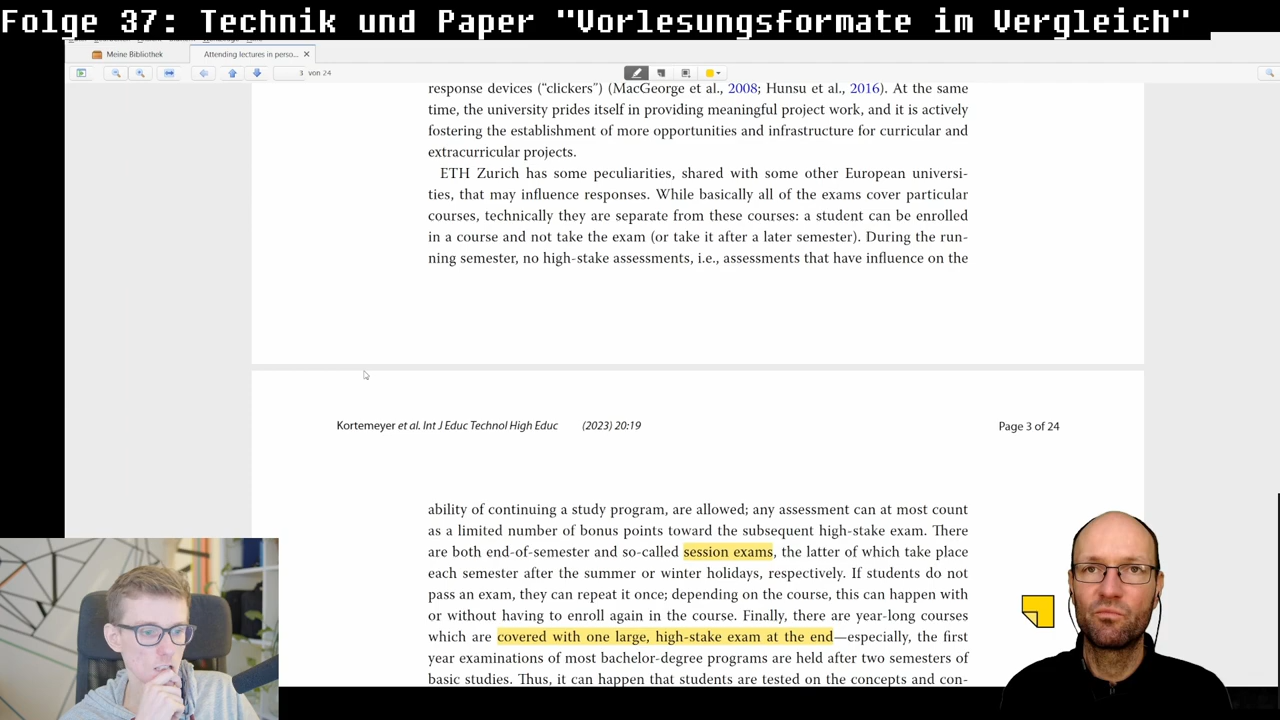 Folge 37: Technik und Paper "Vorlesungsformate im Vergleich"
Meine Bibliothek
Attending lectures in perso...
3 von 24
response devices (“clickers”) (MacGeorge et al., 2008; Hunsu et al., 2016). At the same
time, the university prides itself in providing meaningful project work, and it is actively
fostering the establishment of more opportunities and infrastructure for curricular and
extracurricular projects.
ETH Zurich has some peculiarities, shared with some other European universi-
ties, that may influence responses. While basically all of the exams cover particular
courses, technically they are separate from these courses: a student can be enrolled
in a course and not take the exam (or take it after a later semester). During the run-
ning semester, no high-stake assessments, i.e., assessments that have influence on the
Kortemeyer et al. Int J Educ Technol High Educ (2023) 20:19
Page 3 of 24
ability of continuing a study program, are allowed; any assessment can at most count
as a limited number of bonus points toward the subsequent high-stake exam. There
are both end-of-semester and so-called session exams, the latter of which take place
each semester after the summer or winter holidays, respectively. If students do not
pass an exam, they can repeat it once; depending on the course, this can happen with
or without having to enroll again in the course. Finally, there are year-long courses
which are covered with one large, high-stake exam at the end—especially, the first
year examinations of most bachelor-degree programs are held after two semesters of
basic studies. Thus, it can happen that students are tested on the concepts and con-